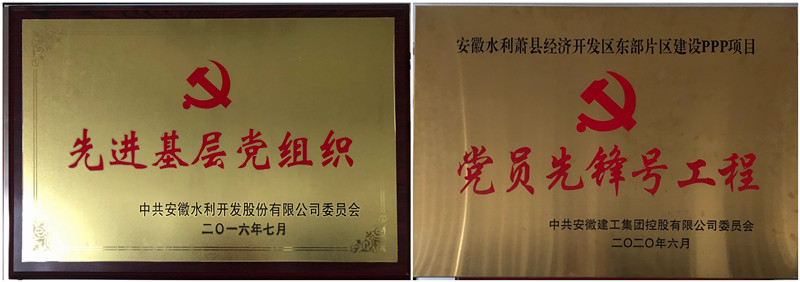 先进基层党组织
中共安徽水利开发股份有限公司委员会
二〇一六年七月
安徽水利萧县经济开发区东部片区建设PPP项目
党员先锋号工程
中共安徽建工集团控股有限公司委员会
二〇二〇年六月